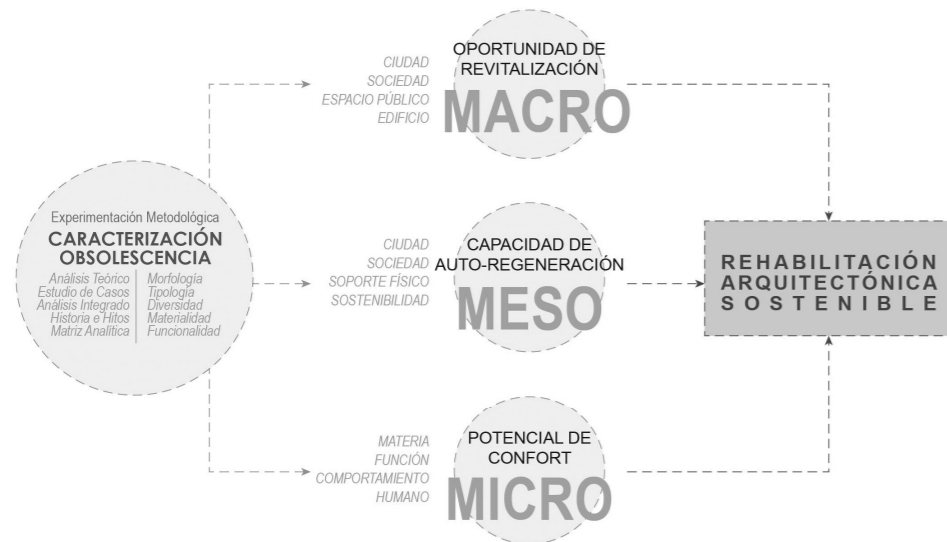 Experimentación Metodológica
CARACTERIZACIÓN
OBSOLESCENCIA
Análisis Teórico
Estudio de Casos
Análisis Integrado
Historia e Hitos
Matriz Analítica
Morfología
Tipología
Diversidad
Materialidad
Funcionalidad
CIUDAD
SOCIEDAD
ESPACIO PÚBLICO
EDIFICIO
OPORTUNIDAD DE
REVITALIZACIÓN
MACRO
CIUDAD
SOCIEDAD
SOPORTE FÍSICO
SOSTENIBILIDAD
CAPACIDAD DE
AUTO-REGENERACIÓN
MESO
MATERIA
FUNCIÓN
COMPORTAMIENTO
HUMANO
POTENCIAL DE
CONFORT
MICRO
REHABILITACIÓN
ARQUITECTÓNICA
SOSTENIBLE